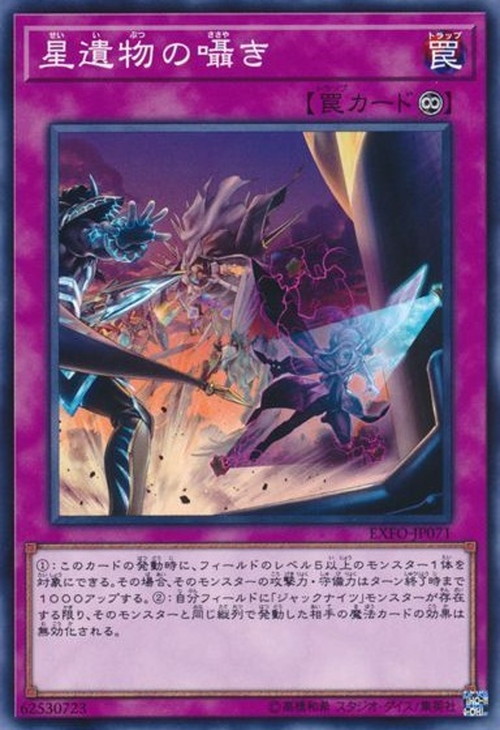 星遺物の囁き
罠
【罠カード】
EXFO-JP071
①:このカードの発動時に、フィールドのレベル5以上のモンスター1体を
対象にできる。その場合、そのモンスターの攻撃力・守備力はターン終了時まで
1000アップする。②:自分フィールドに「ジャックナイツ」モンスターが存在
する限り、そのモンスターと同じ縦列で発動した相手の魔法カードの効果は
無効化される。
62530723
©高橋和希 スタジオ・ダイス/集英社